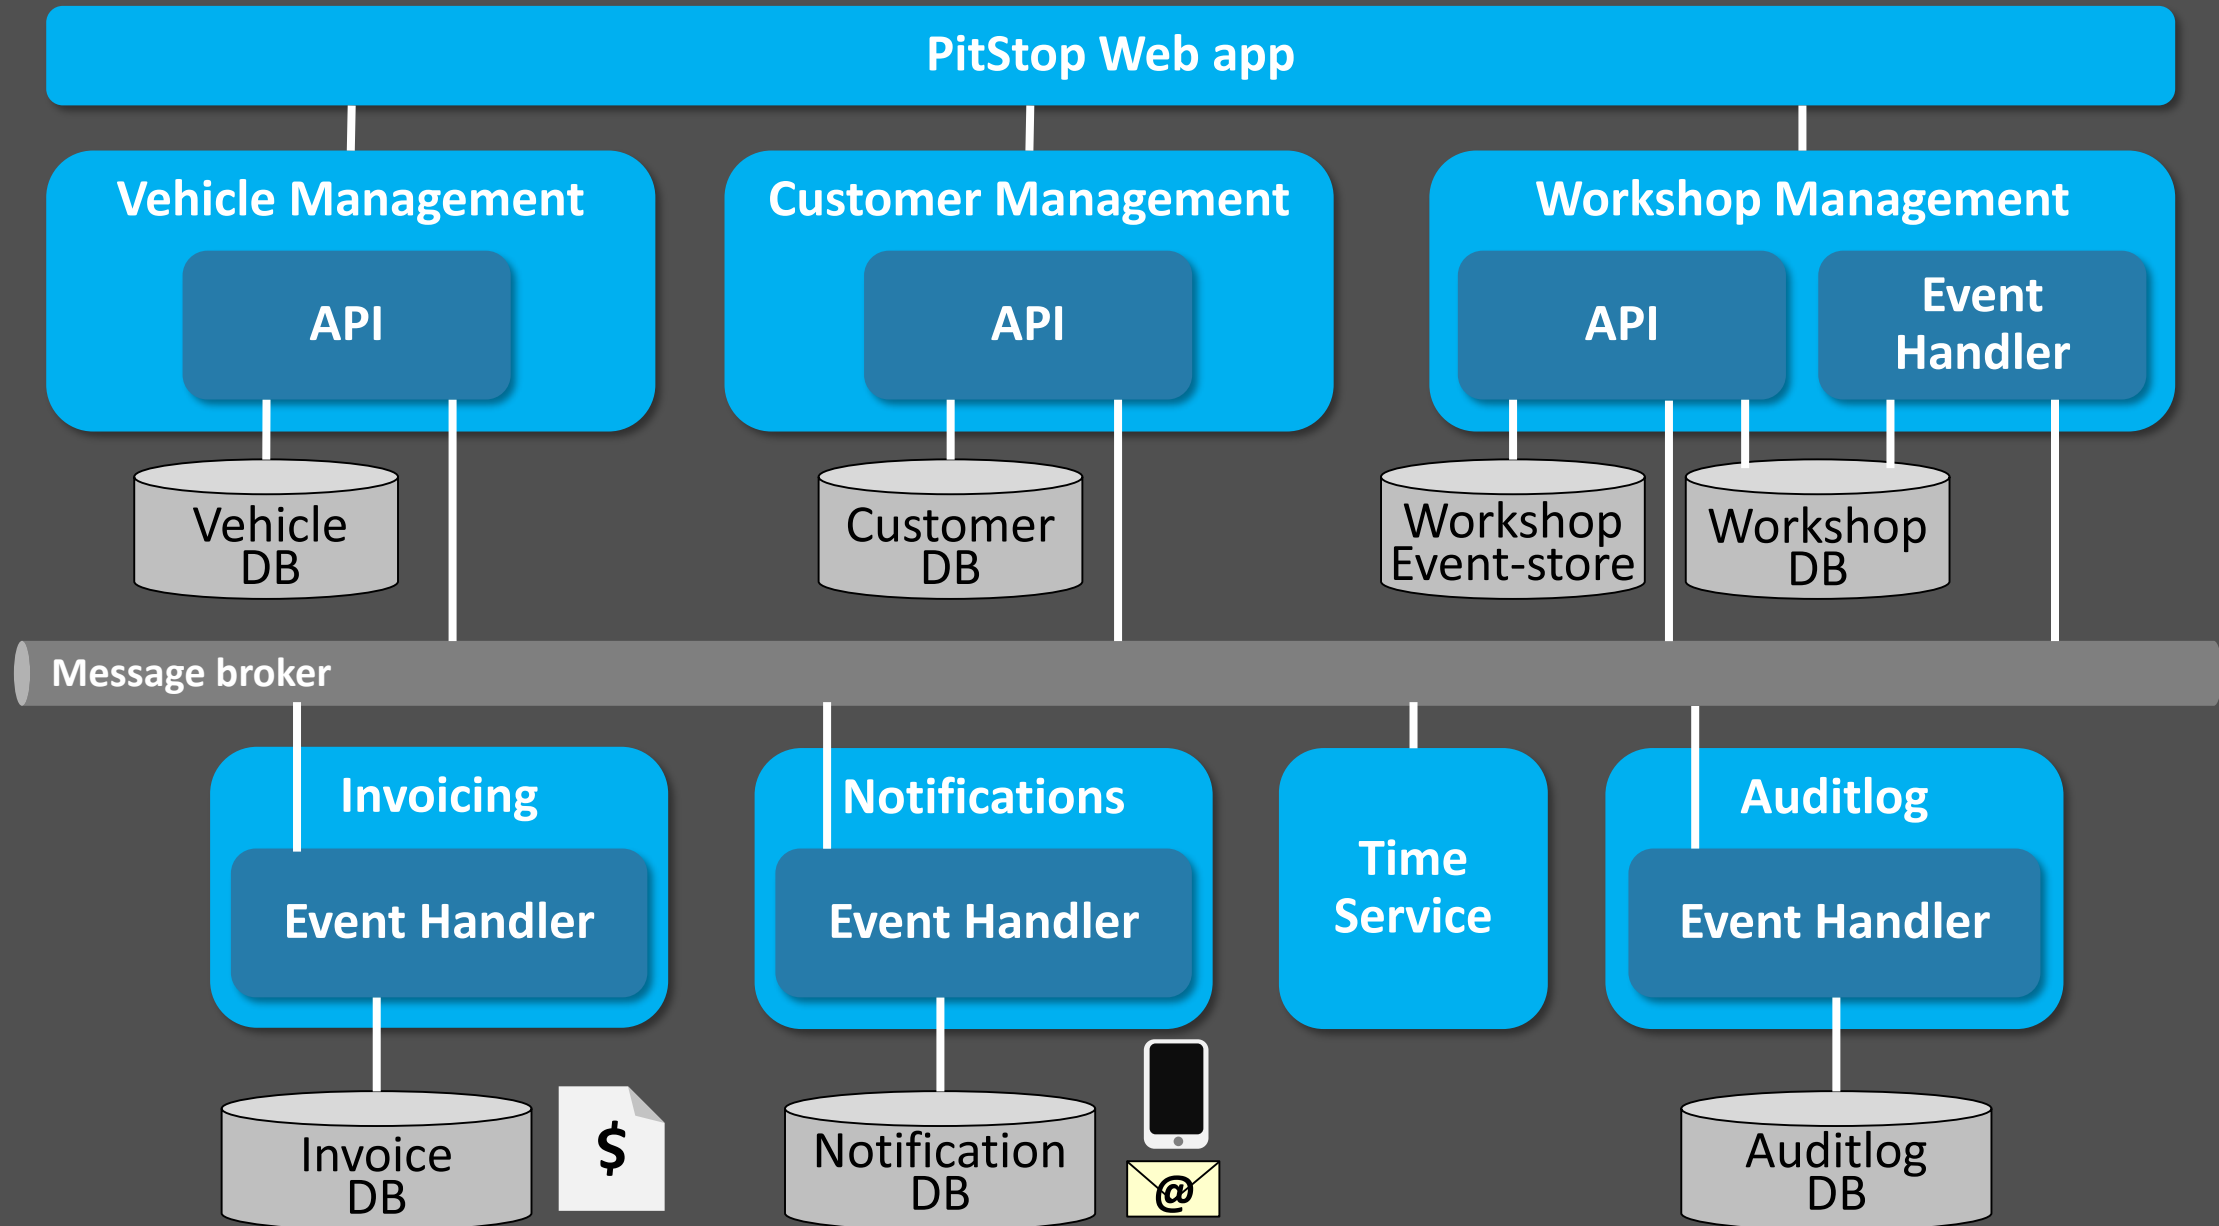 PitStop Web app
Vehicle Management
API
Vehicle
DB
Customer Management
API
Customer
DB
Workshop Management
API
Event
Handler
Workshop
Event-store
Workshop
DB
Message broker
Invoicing
Event Handler
Invoice
DB
$
Notifications
Event Handler
Notification
DB
@
Time
Service
Auditlog
Event Handler
Auditlog
DB